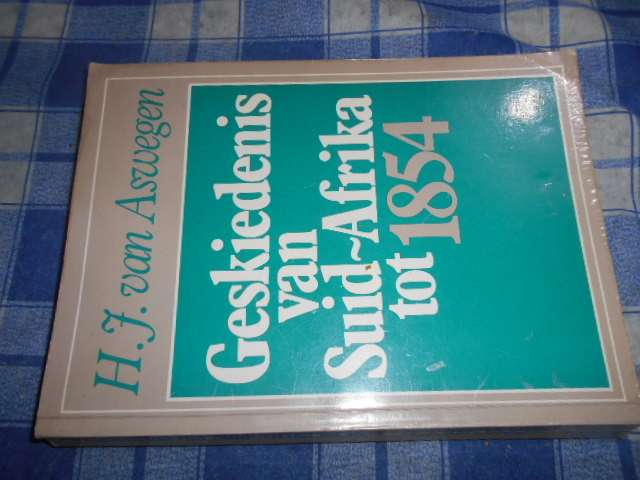 H.J. van Aswegen
Geskiedenis
van
Suid~Afrika
tot 1854